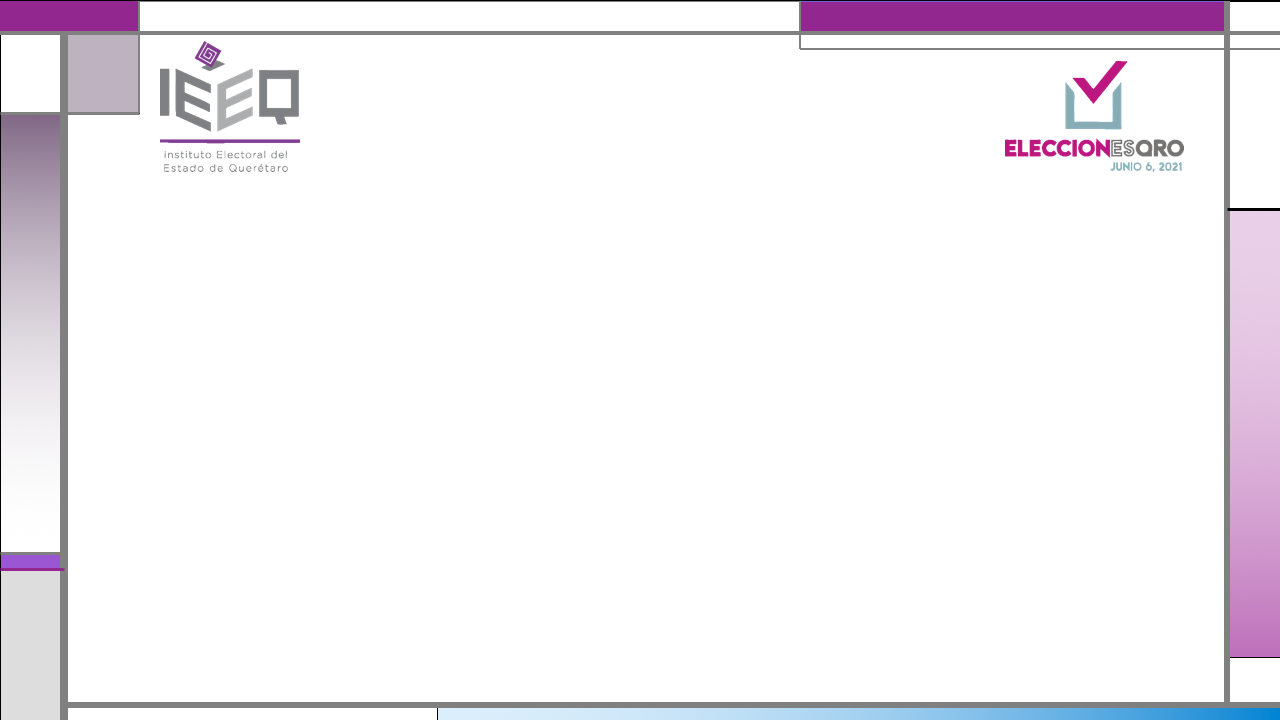 IEEQ
Instituto Electoral del
Estado de Querétaro
ELECCIONESQRO
JUNIO 6, 2021